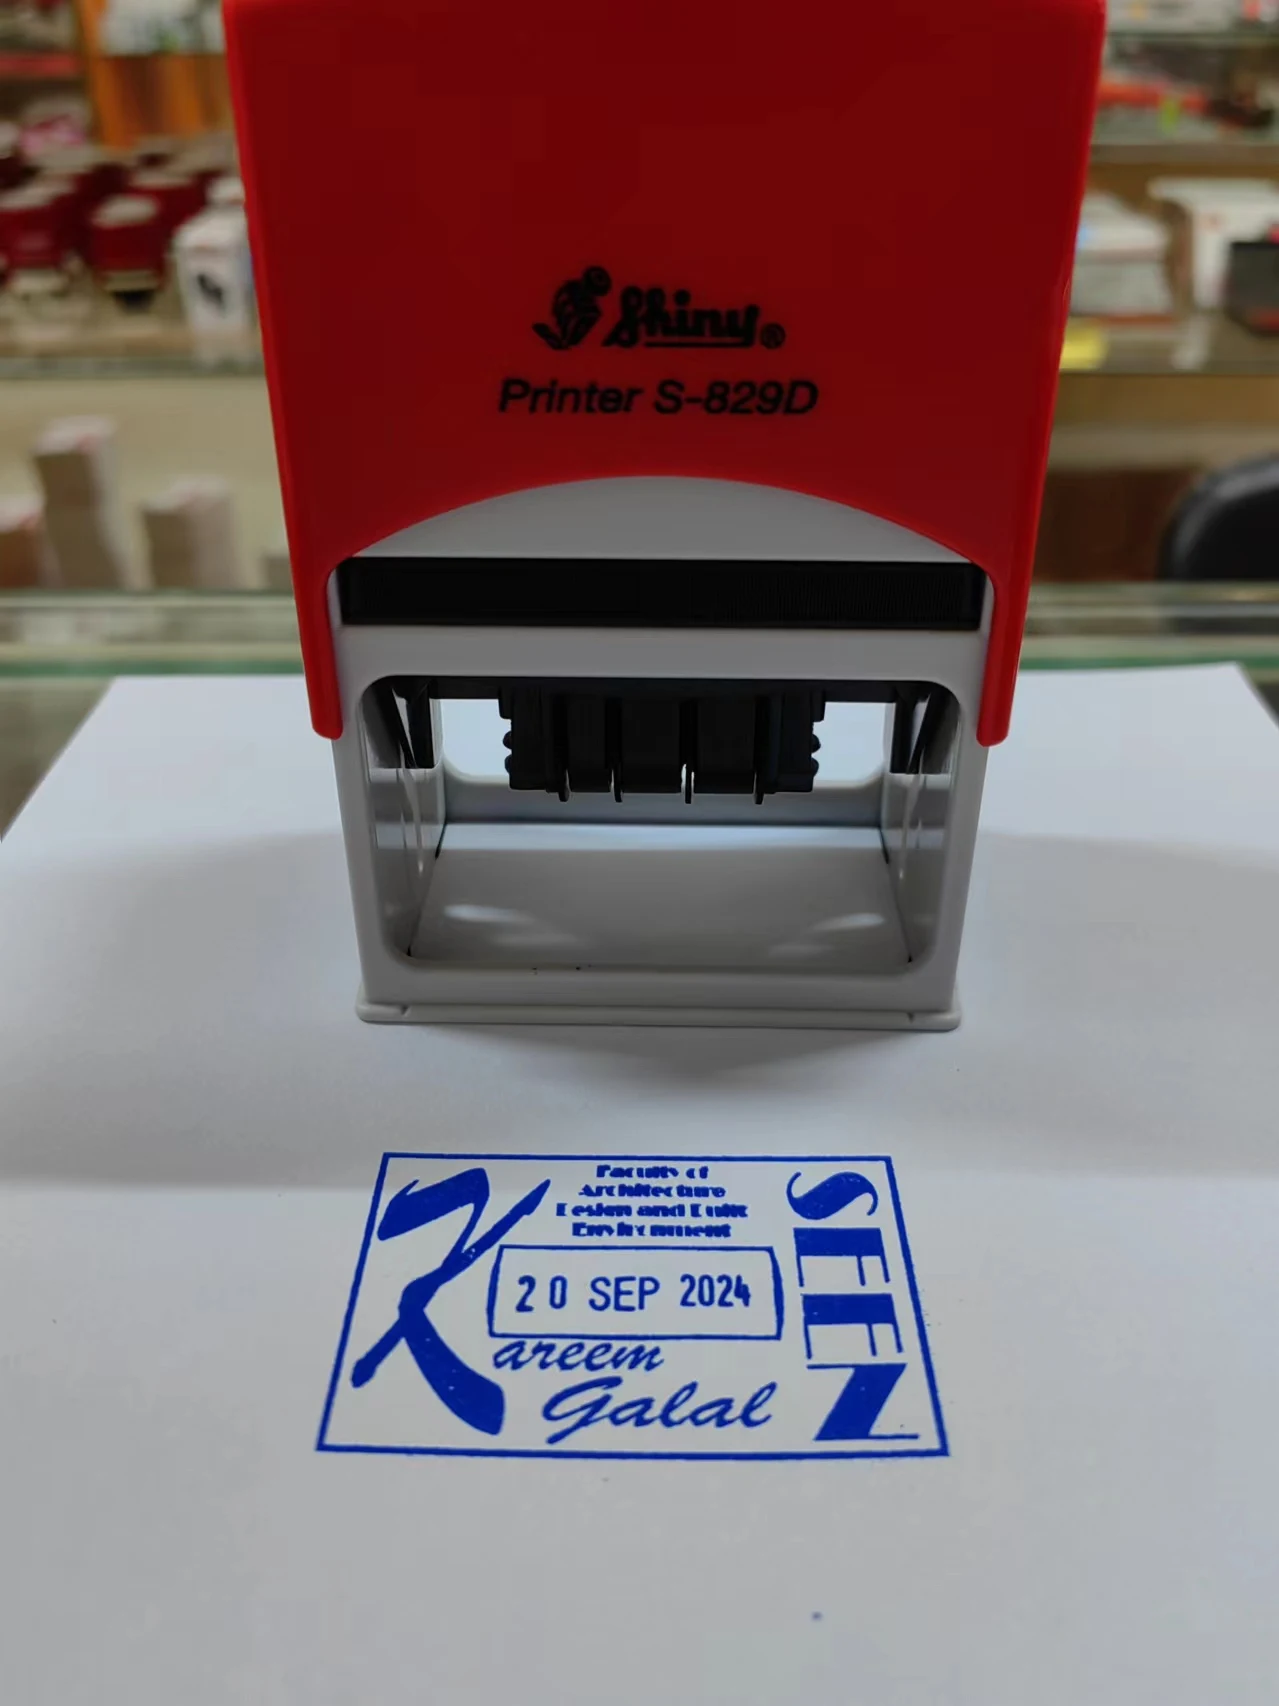 Shiny®
Printer S-829D
Faculty of
Architecture
Design and Built
Environment
20 SEP 2024
Kareem
Galal
SEEN